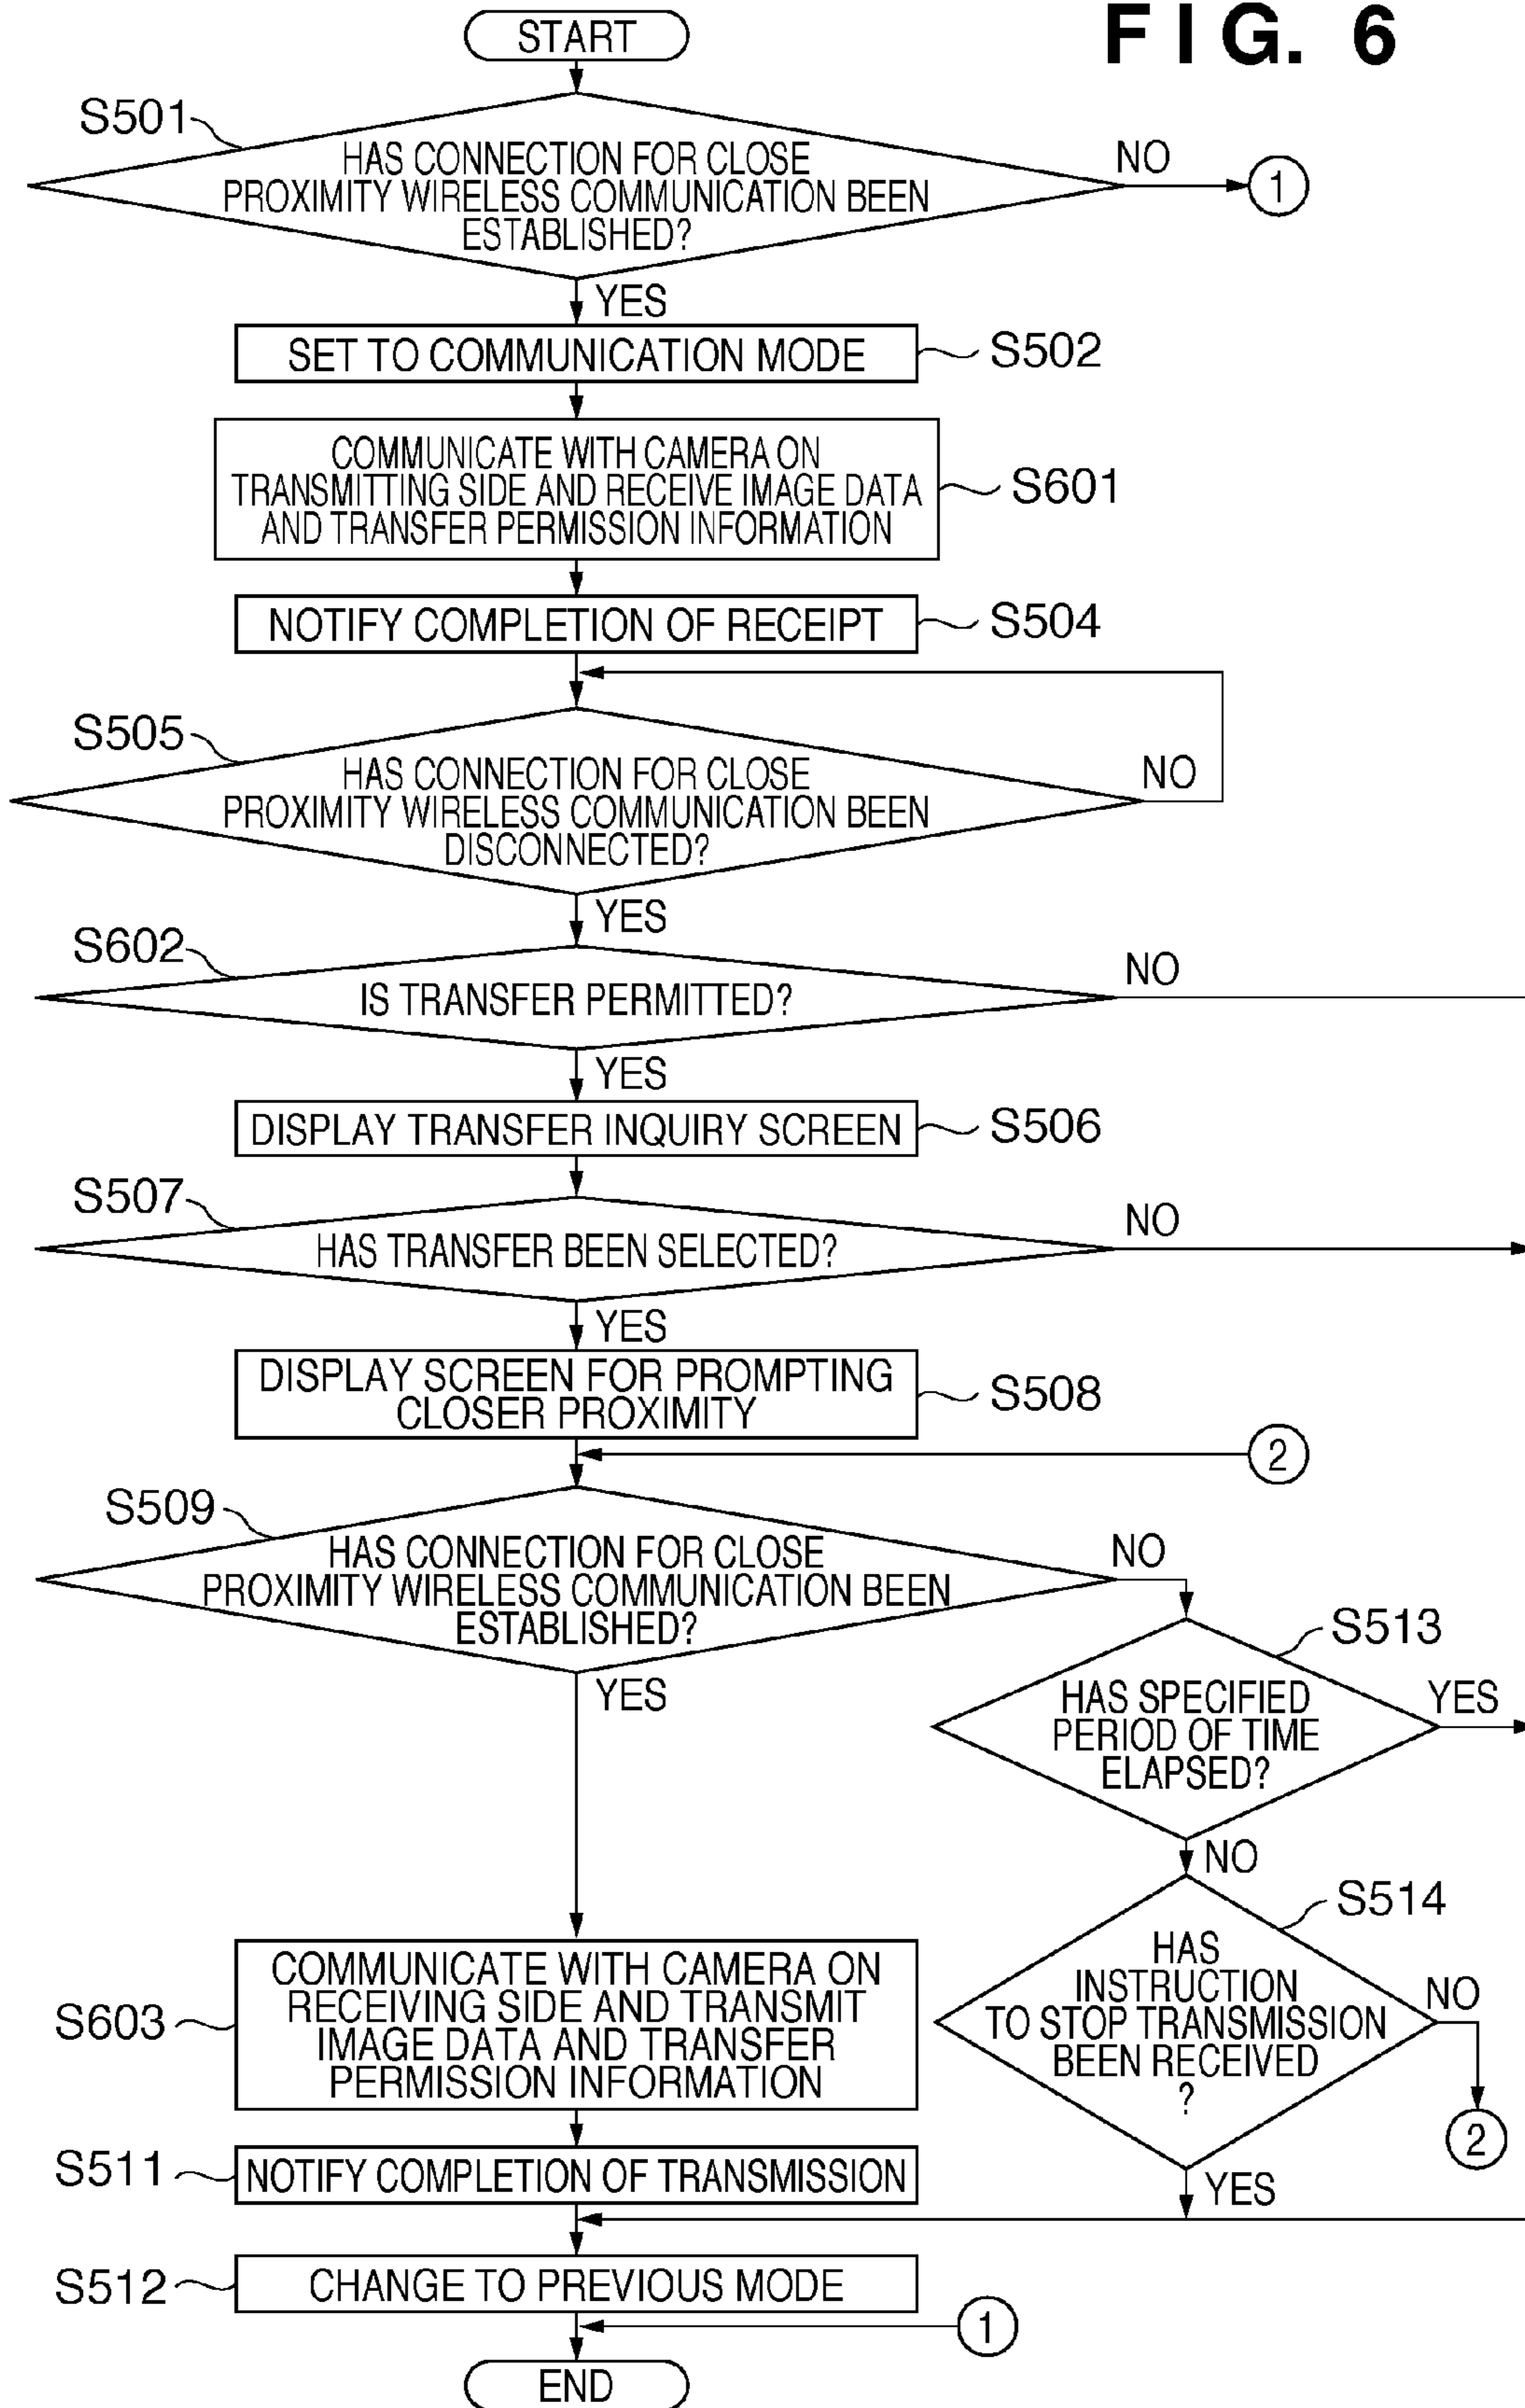 FIG. 6
START
S501
HAS CONNECTION FOR CLOSE
PROXIMITY WIRELESS COMMUNICATION BEEN
ESTABLISHED?
NO
1
YES
SET TO COMMUNICATION MODE
S502
COMMUNICATE WITH CAMERA ON
TRANSMITTING SIDE AND RECEIVE IMAGE DATA
AND TRANSFER PERMISSION INFORMATION
S601
NOTIFY COMPLETION OF RECEIPT
S504
S505
HAS CONNECTION FOR CLOSE
PROXIMITY WIRELESS COMMUNICATION BEEN
DISCONNECTED?
NO
YES
S602
IS TRANSFER PERMITTED?
NO
YES
DISPLAY TRANSFER INQUIRY SCREEN
S506
S507
HAS TRANSFER BEEN SELECTED?
NO
YES
DISPLAY SCREEN FOR PROMPTING
CLOSER PROXIMITY
S508
2
S509
HAS CONNECTION FOR CLOSE
PROXIMITY WIRELESS COMMUNICATION BEEN
ESTABLISHED?
NO
YES
S513
HAS SPECIFIED
PERIOD OF TIME
ELAPSED?
YES
NO
S514
HAS
INSTRUCTION
TO STOP TRANSMISSION
BEEN RECEIVED
?
NO
2
YES
S603
COMMUNICATE WITH CAMERA ON
RECEIVING SIDE AND TRANSMIT
IMAGE DATA AND TRANSFER
PERMISSION INFORMATION
S511
NOTIFY COMPLETION OF TRANSMISSION
S512
CHANGE TO PREVIOUS MODE
1
END